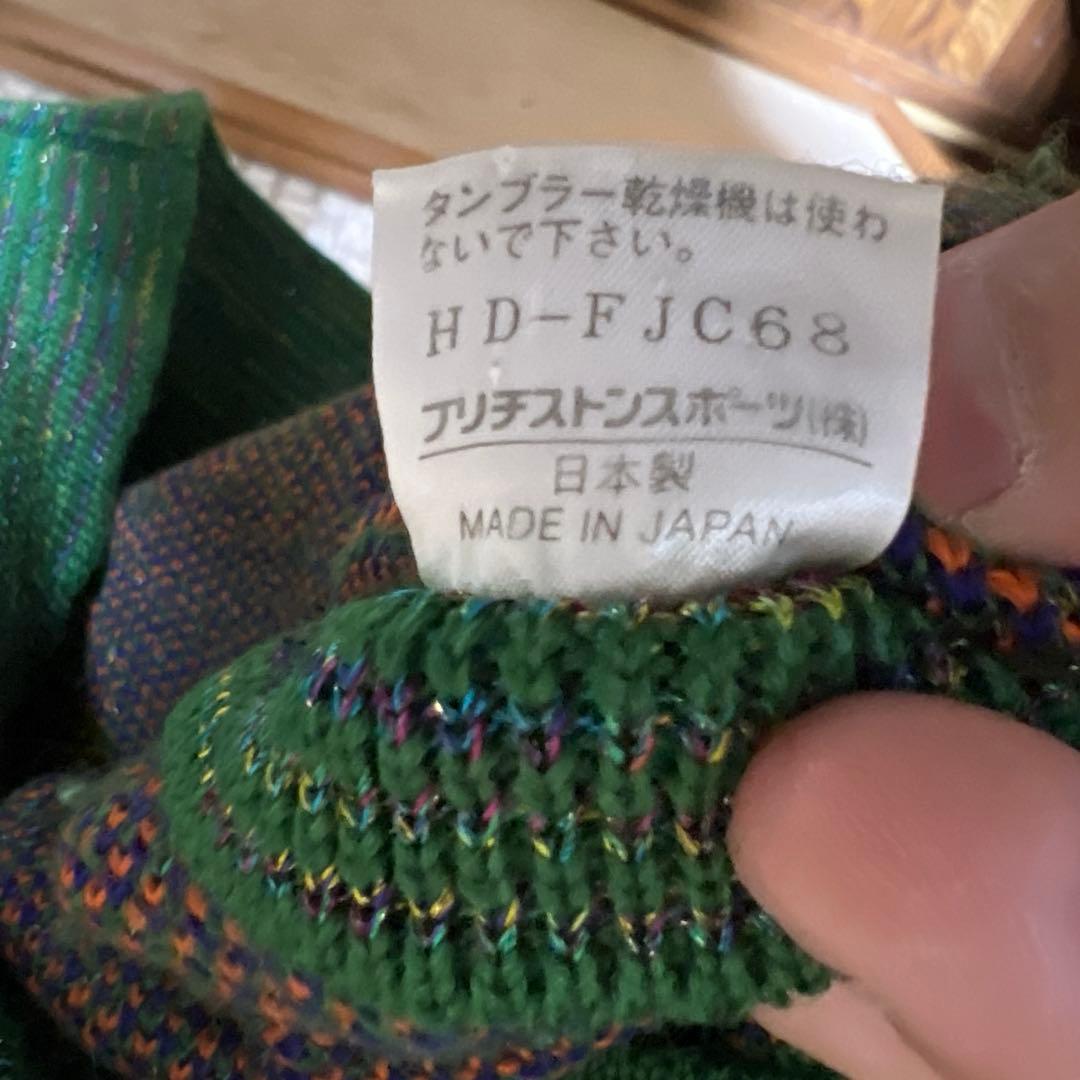 タンブラー乾燥機は使わ
ないで下さい。
HD-FJC68
ブリヂストンスポーツ(株)
日本製
MADE IN JAPAN